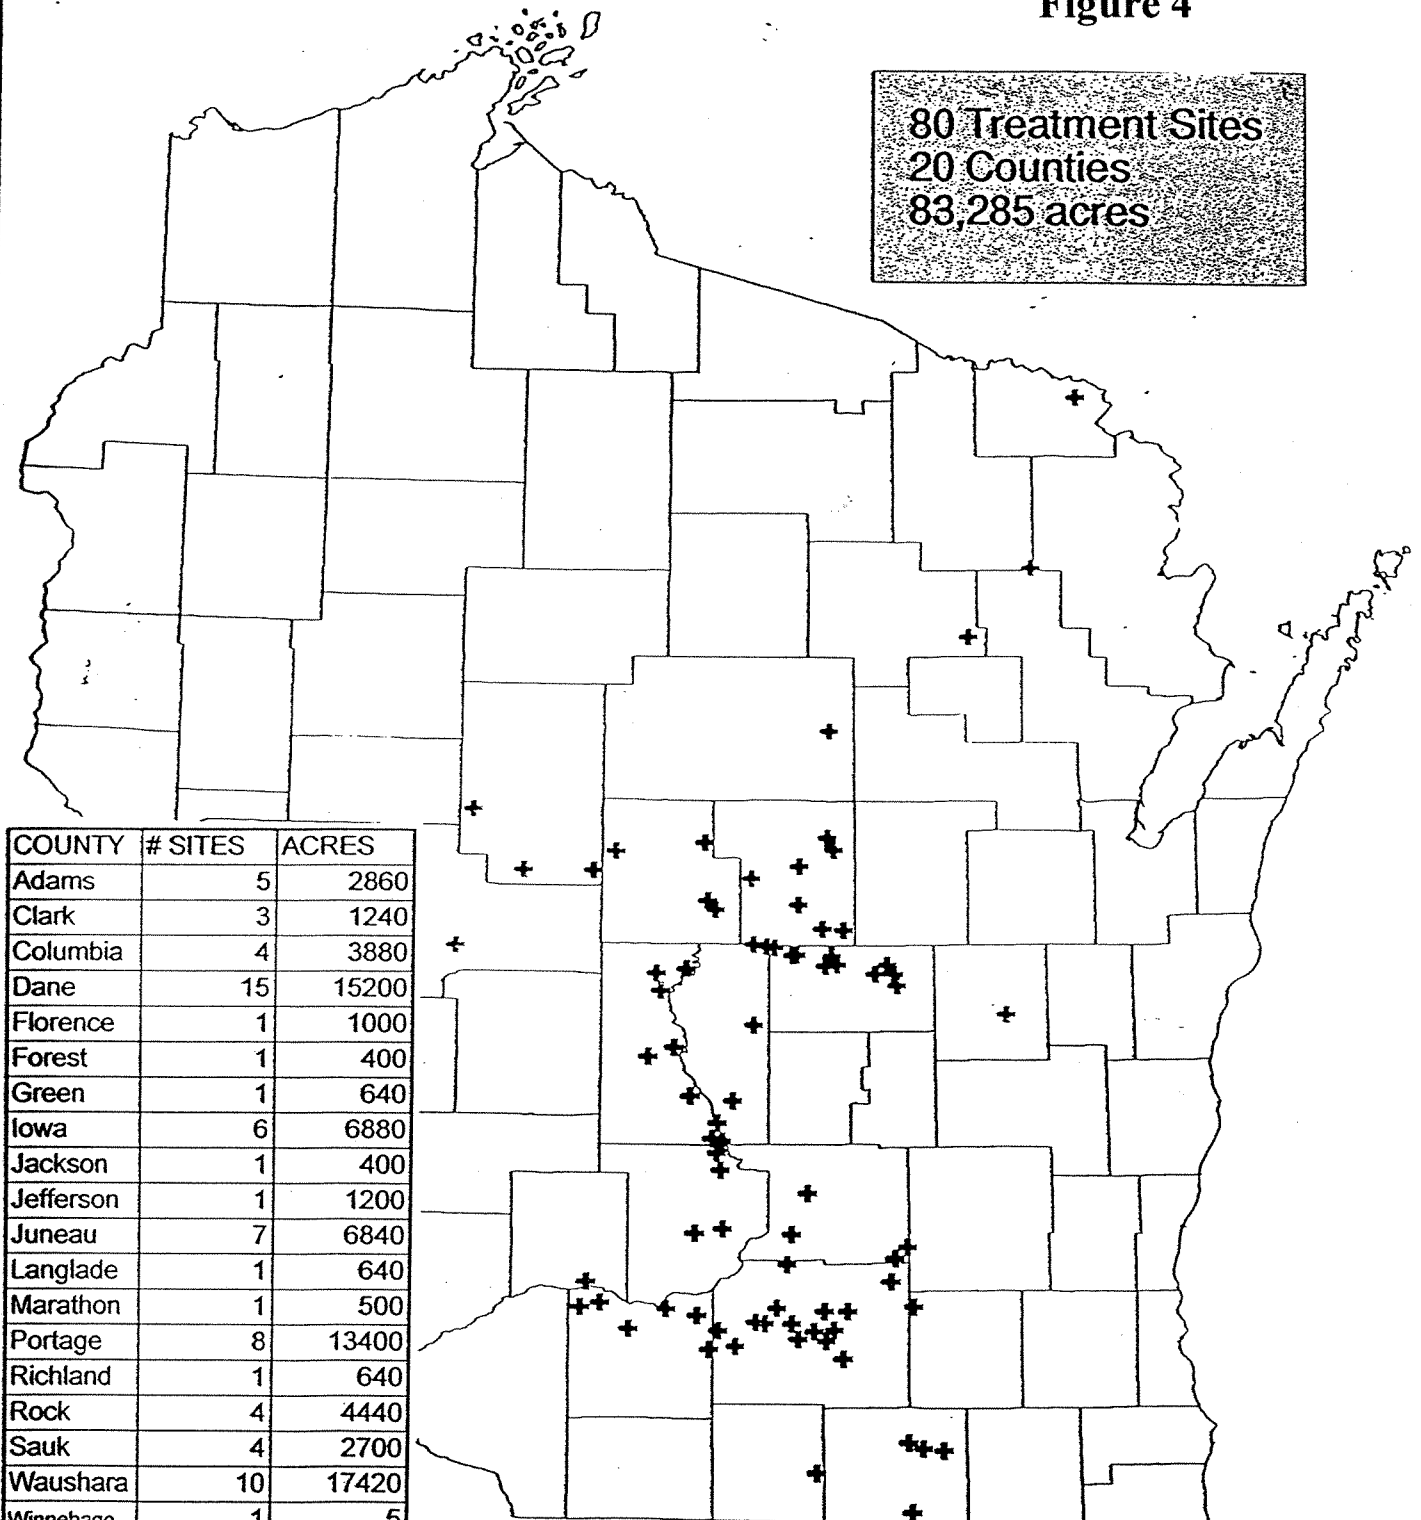 Figure 4
80 Treatment Sites
20 Counties
83,285 acres
COUNTY # SITES ACRES
Adams 5 2860
Clark 3 1240
Columbia 4 3880
Dane 15 15200
Florence 1 1000
Forest 1 400
Green 1 640
Iowa 6 6880
Jackson 1 400
Jefferson 1 1200
Juneau 7 6840
Langlade 1 640
Marathon 1 500
Portage 8 13400
Richland 1 640
Rock 4 4440
Sauk 4 2700
Waushara 10 17420
Winnebago 1 5